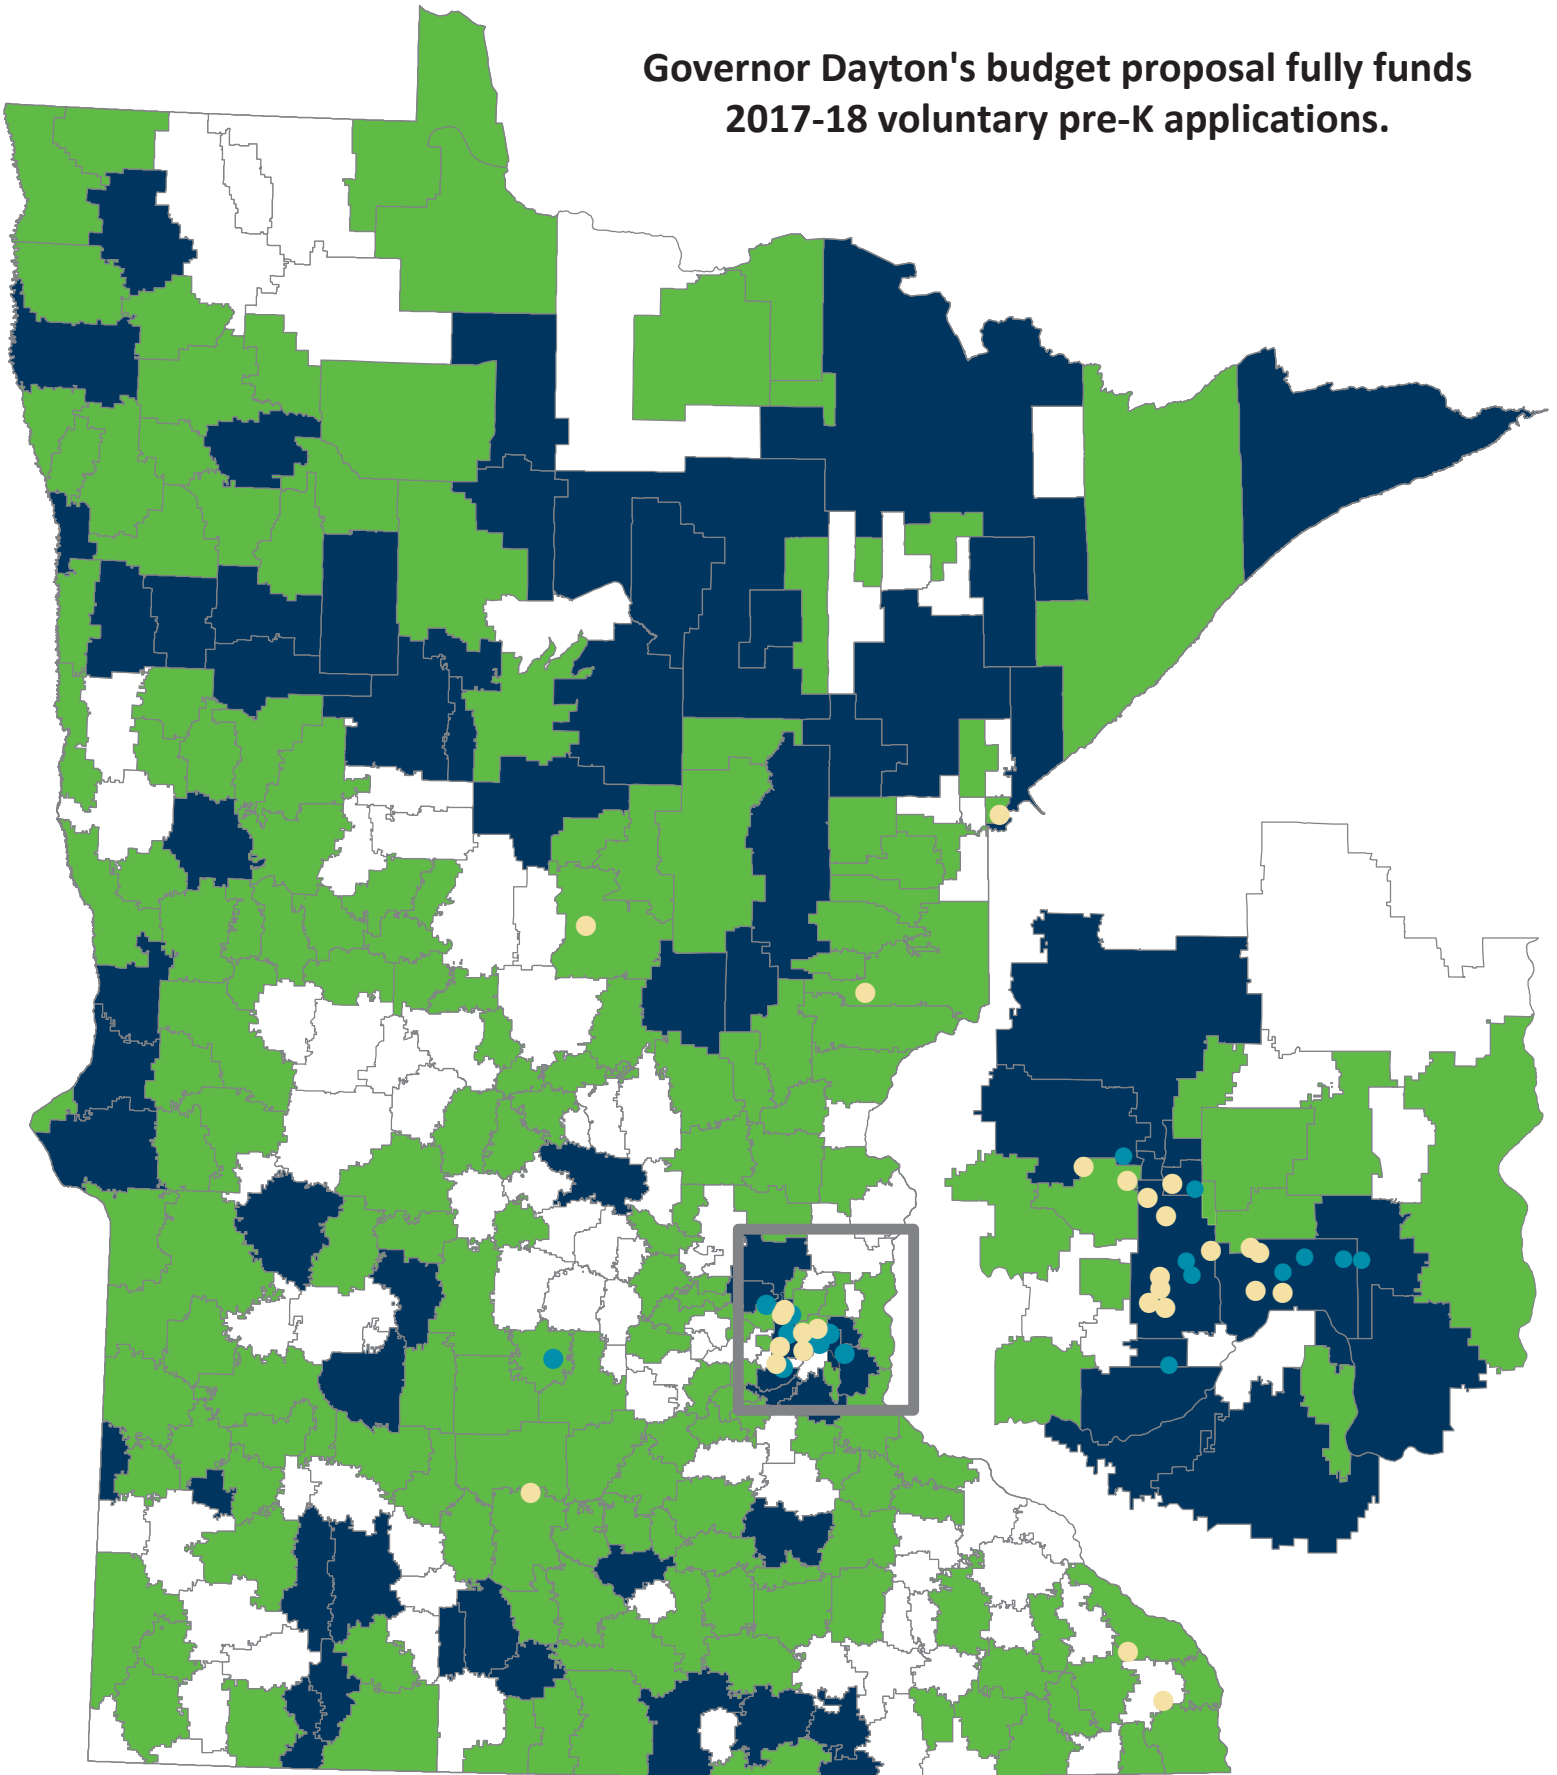 Governor Dayton's budget proposal fully funds
2017-18 voluntary pre-K applications.